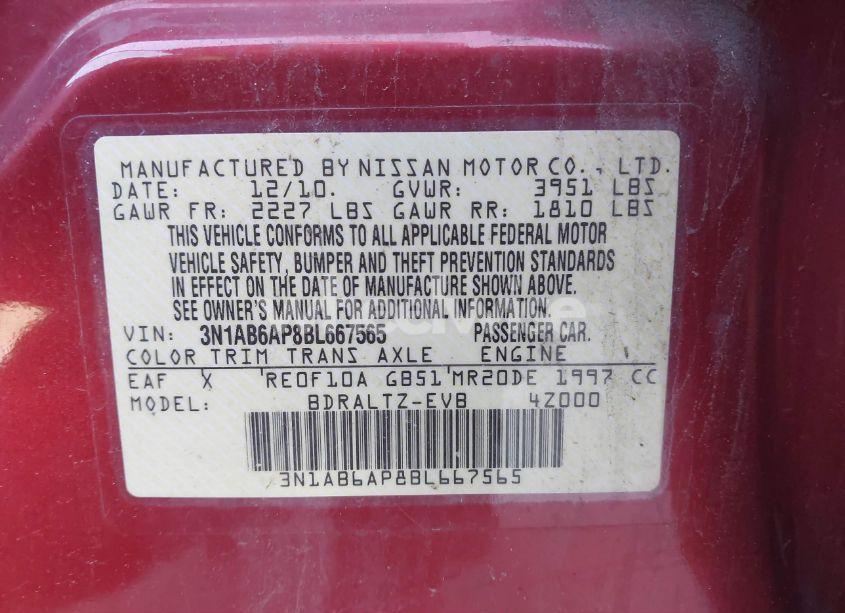 MANUFACTURED BY NISSAN MOTOR CO., LTD.
DATE: 12/10. GVWR: 3951 LBS
GAWR FR: 2227 LBS GAWR RR: 1810 LBS
THIS VEHICLE CONFORMS TO ALL APPLICABLE FEDERAL MOTOR
VEHICLE SAFETY, BUMPER AND THEFT PREVENTION STANDARDS
IN EFFECT ON THE DATE OF MANUFACTURE SHOWN ABOVE.
SEE OWNER'S MANUAL FOR ADDITIONAL INFORMATION.
VIN: 3N1AB6AP8BL667565 PASSENGER CAR.
COLOR TRIM TRANS AXLE ENGINE
EAF X RE0F10A GB51 MR20DE 1997 CC
MODEL: BDRALTZ-EVB 4Z000
3N1AB6AP8BL667565